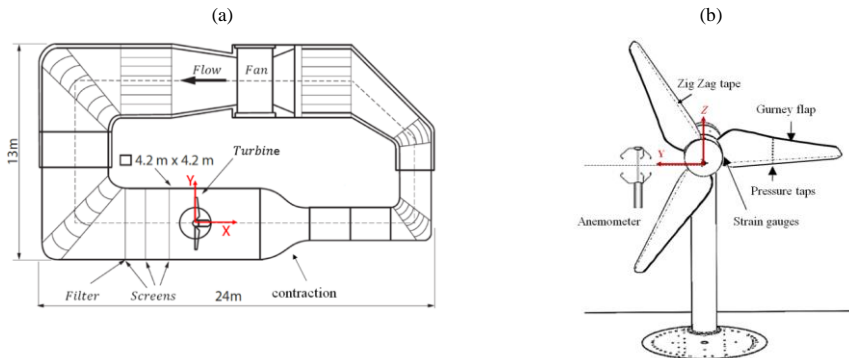 (a)
(b)
Flow
Fan
13m
4.2 m x 4.2 m
Turbine
Y
X
Filter
Screens
24m
contraction
Zig Zag tape
Z
Gurney flap
Y
Pressure taps
Anemometer
Strain gauges